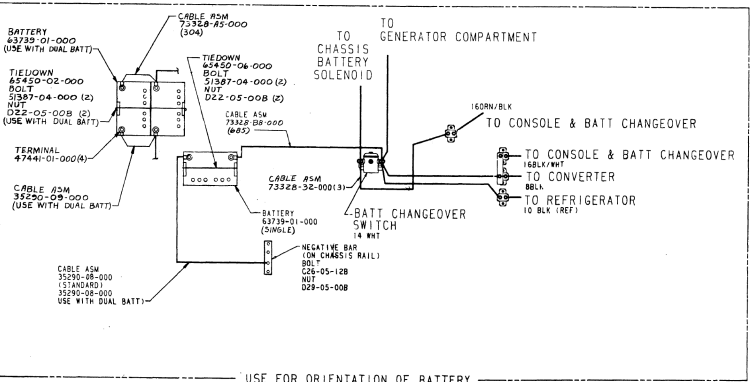 BATTERY
63739-01-000
(USE WITH DUAL BATT)
CABLE ASM
73328-A5-000
(304)
TIEDOWN
65450-02-000
BOLT
51387-04-000 (2)
NUT
D22-05-00B (2)
(USE WITH DUAL BATT)
TERMINAL
47441-01-000(4)
CABLE ASM
35290-09-000
(USE WITH DUAL BATT)
TIEDOWN
65450-06-000
BOLT
51387-04-000 (2)
NUT
D22-05-00B (2)
CABLE ASM
73328-B8-000
(685)
TO
CHASSIS
BATTERY
SOLENOID
TO
GENERATOR COMPARTMENT
16ORN/BLK
TO CONSOLE & BATT CHANGEOVER
TO CONSOLE & BATT CHANGEOVER
16BLK/WHT
TO CONVERTER
8BLK
TO REFRIGERATOR
10 BLK (REF)
CABLE ASM
73328-32-000(3)
BATT CHANGEOVER
SWITCH
14 WHT
BATTERY
63739-01-000
(SINGLE)
NEGATIVE BAR
(ON CHASSIS RAIL)
BOLT
C26-05-12B
NUT
D29-05-00B
CABLE ASM
35290-08-000
(STANDARD)
35290-08-000
USE WITH DUAL BATT)
USE FOR ORIENTATION OF BATTERY